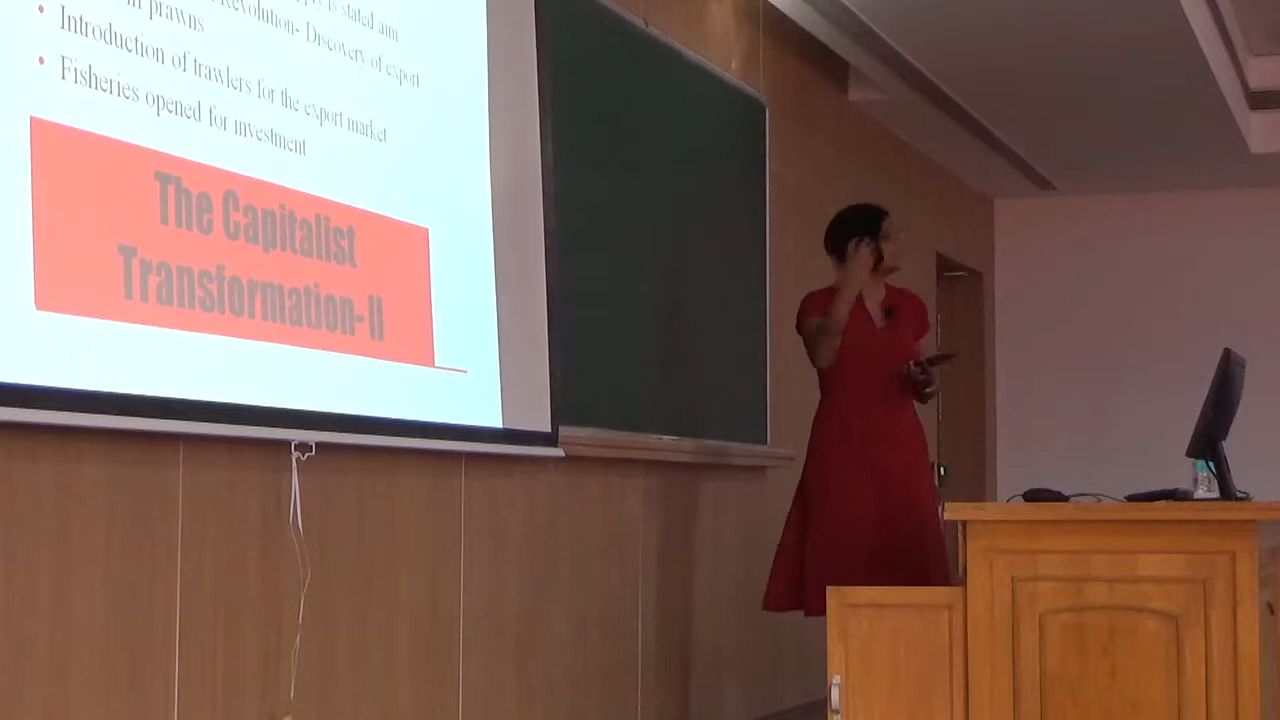 is stated aim
Revolution- Discovery of export
in prawns
• Introduction of trawlers for the export market
• Fisheries opened for investment
The Capitalist
Transformation- II